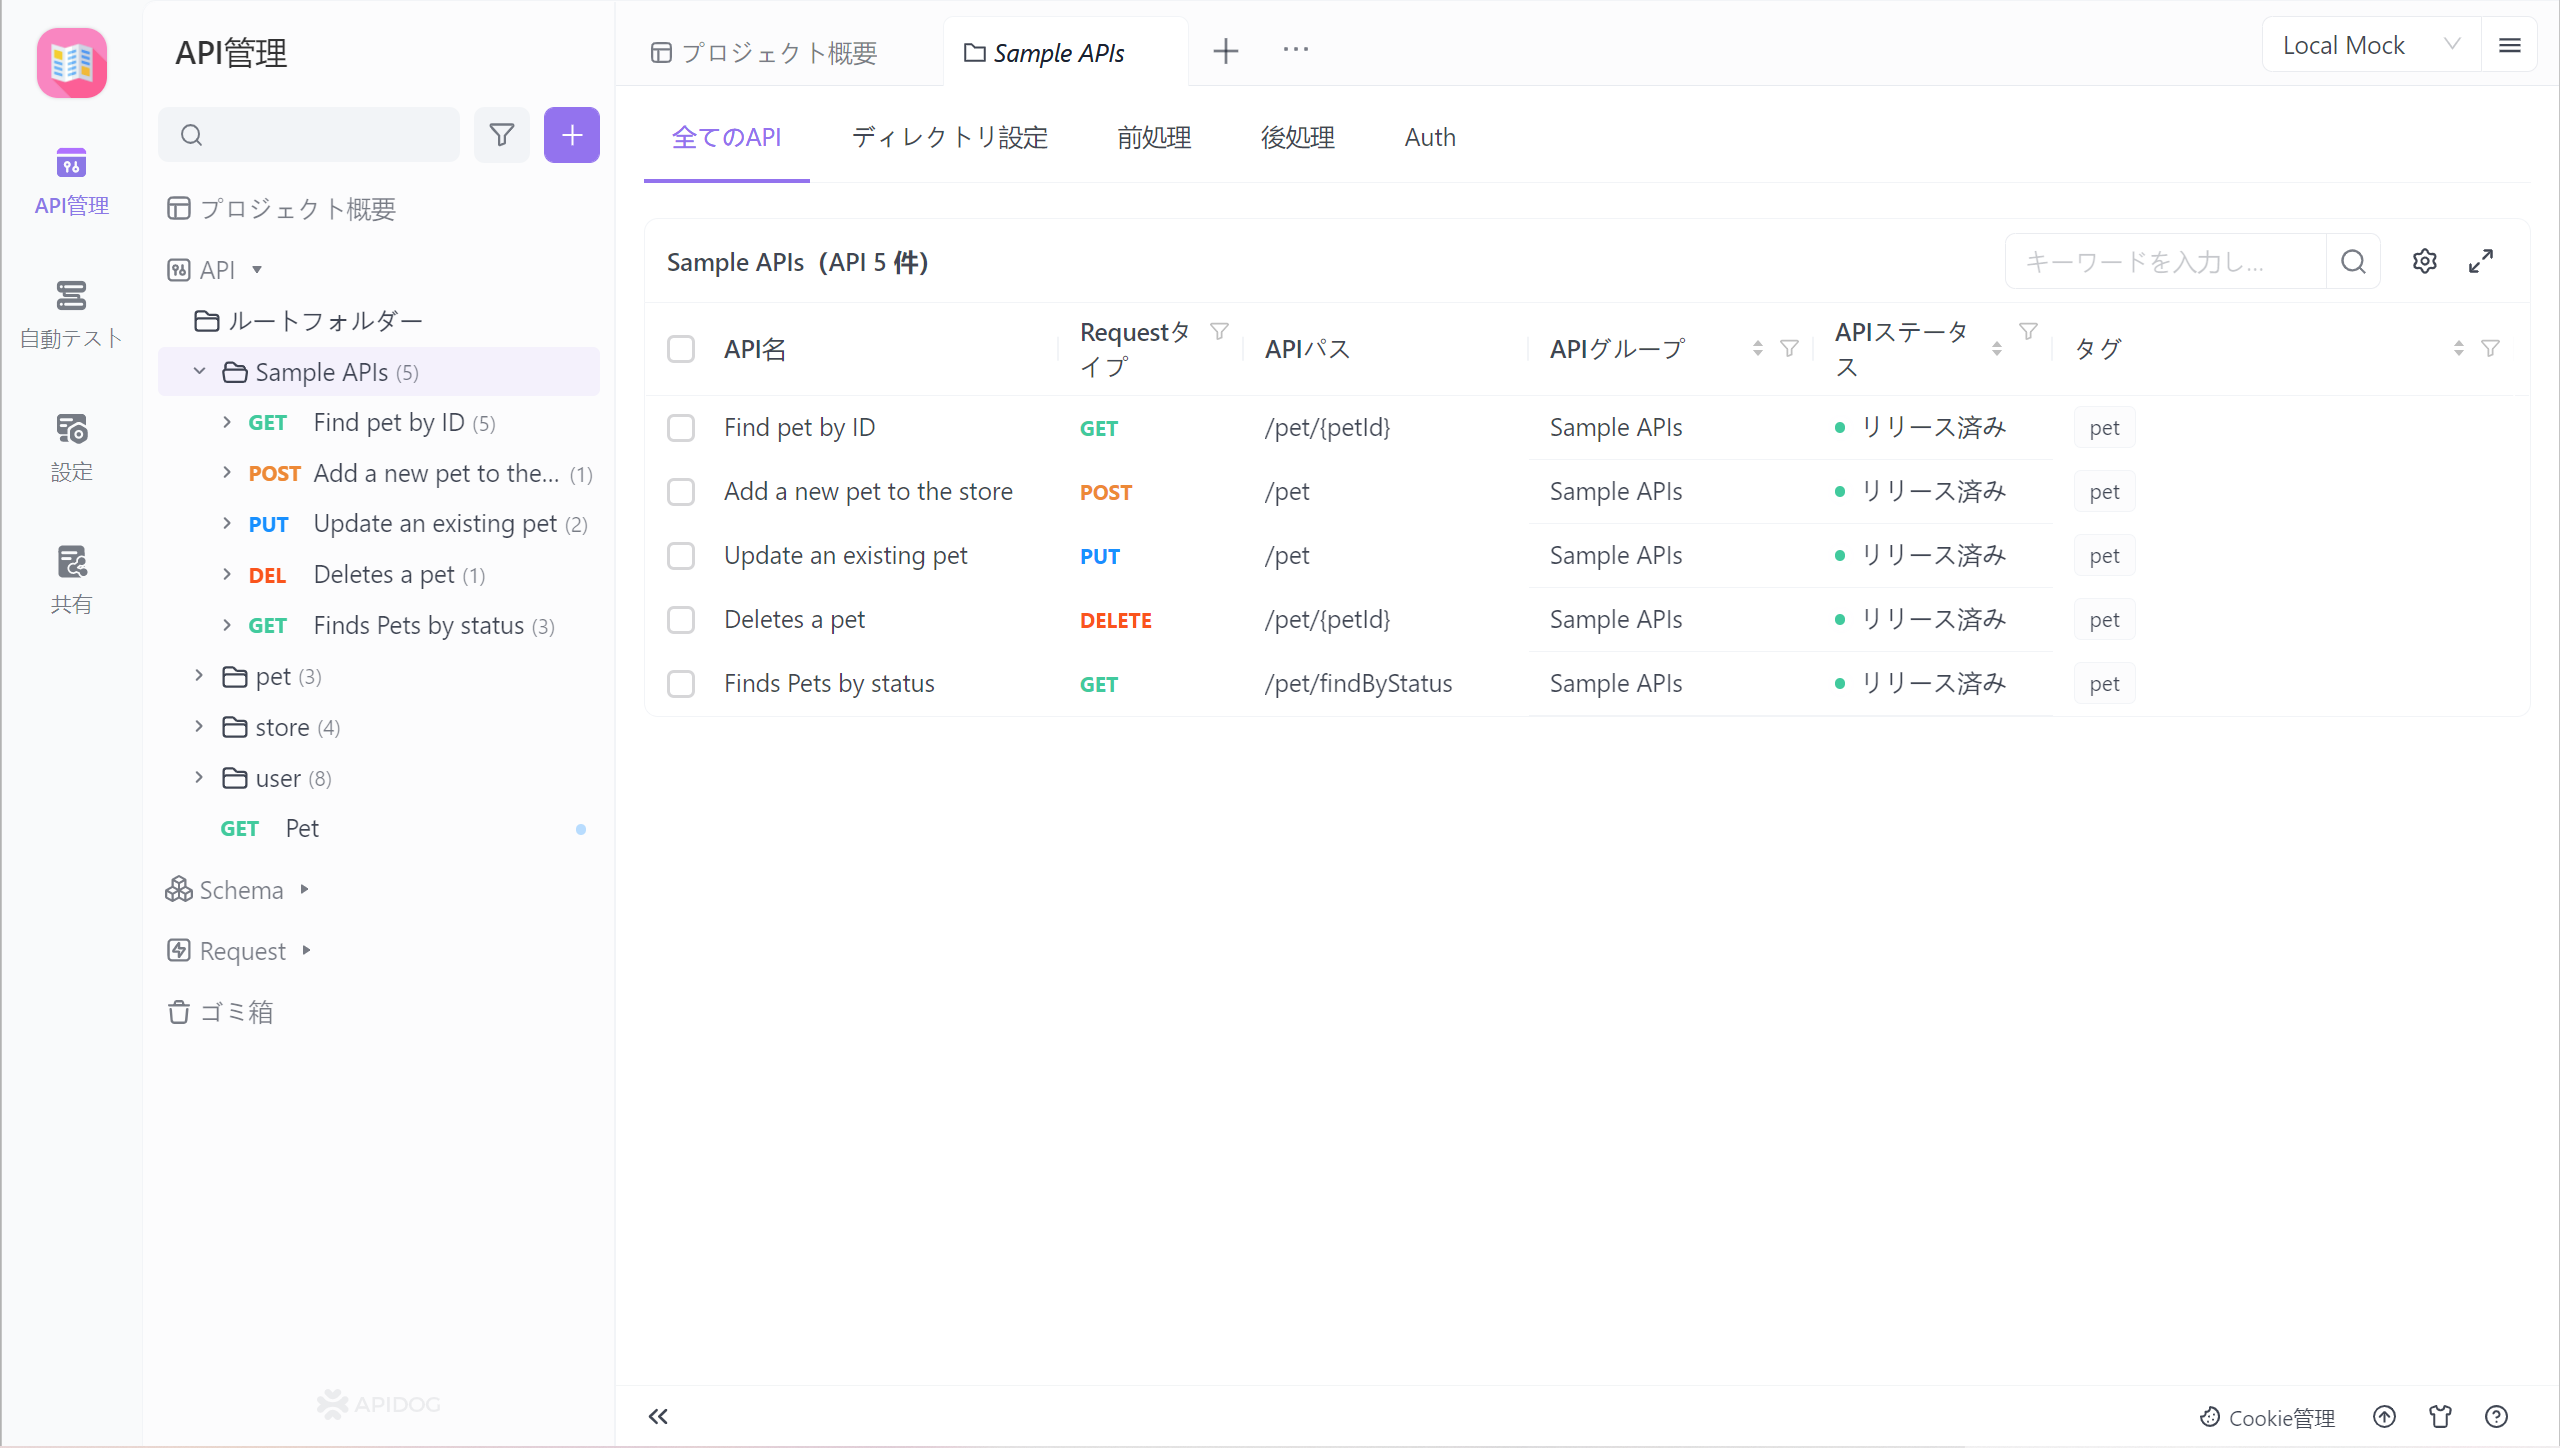 API管理
自動テスト
設定
共有
API管理
プロジェクト概要
API
ルートフォルダー
Sample APIs (5)
GET Find pet by ID (5)
POST Add a new pet to the... (1)
PUT Update an existing pet (2)
DEL Deletes a pet (1)
GET Finds Pets by status (3)
pet (3)
store (4)
user (8)
GET Pet
Schema
Request
ゴミ箱
APIDOG
プロジェクト概要
Sample APIs
Local Mock
全てのAPI ディレクトリ設定 前処理 後処理 Auth
Sample APIs（API 5 件）
キーワードを入力し...
API名 Requestタイプ APIパス APIグループ APIステータス タグ
Find pet by ID GET /pet/{petId} Sample APIs リリース済み pet
Add a new pet to the store POST /pet Sample APIs リリース済み pet
Update an existing pet PUT /pet Sample APIs リリース済み pet
Deletes a pet DELETE /pet/{petId} Sample APIs リリース済み pet
Finds Pets by status GET /pet/findByStatus Sample APIs リリース済み pet
Cookie管理